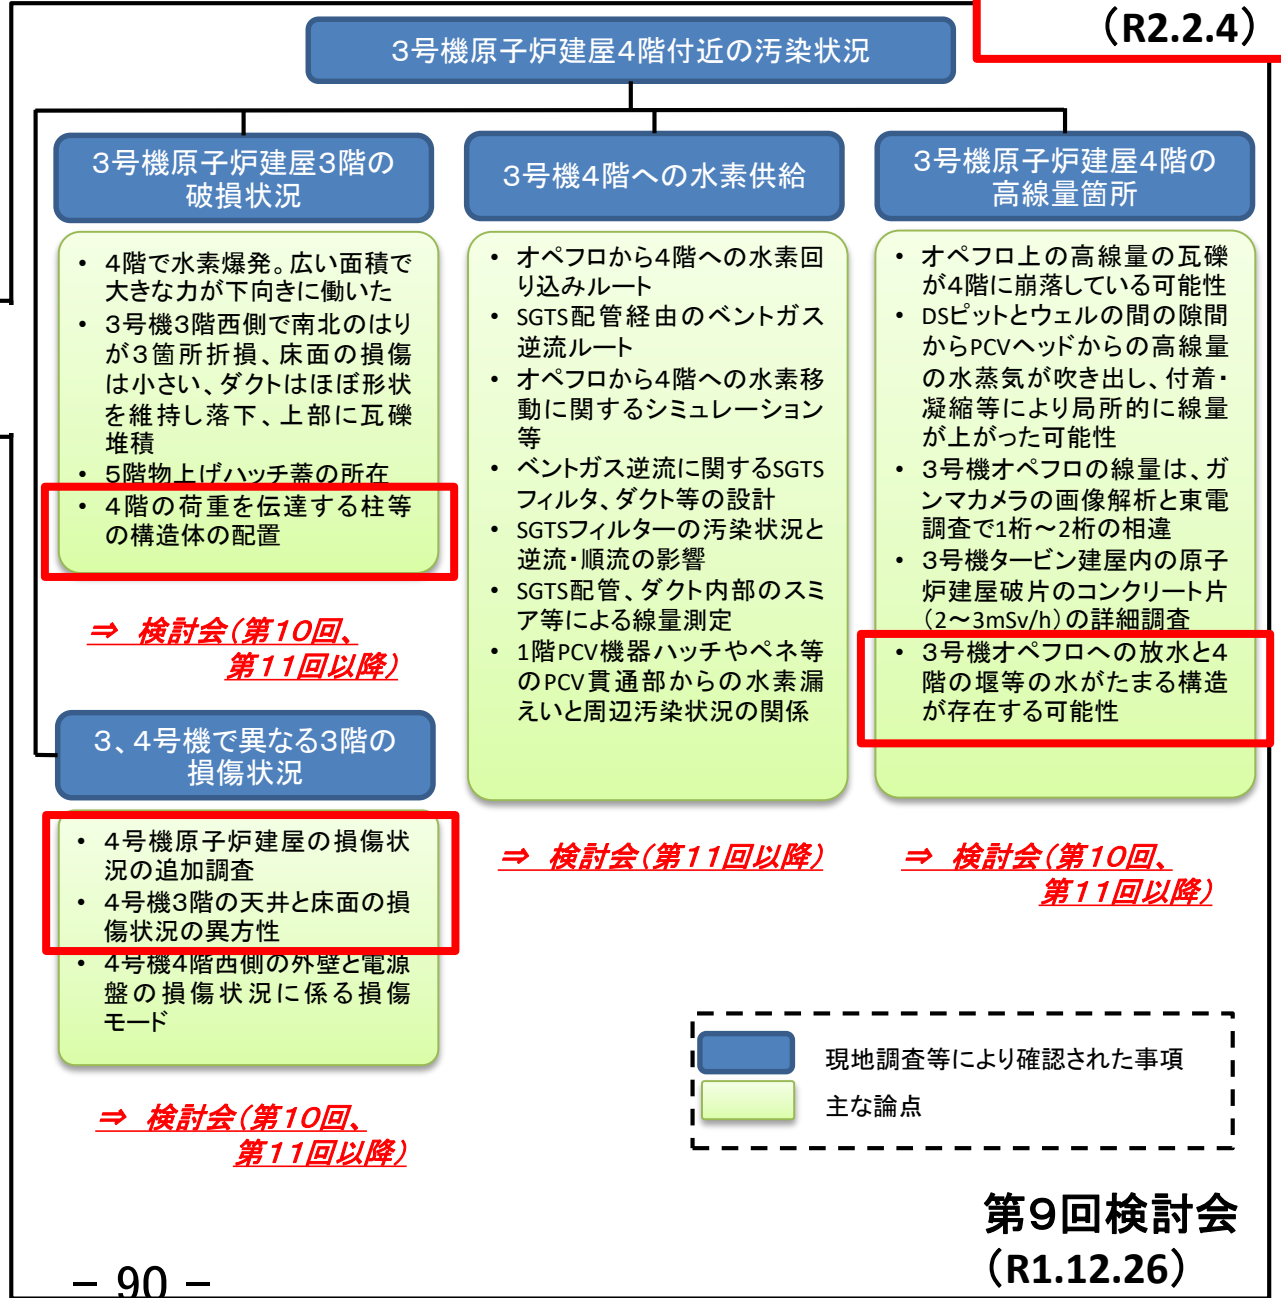 （R2.2.4）
３号機原子炉建屋４階付近の汚染状況
３号機原子炉建屋３階の
破損状況
・ ４階で水素爆発。広い面積で
大きな力が下向きに働いた
・ ３号機３階西側で南北のはり
が３箇所折損、床面の損傷
は小さい、ダクトはほぼ形状
を維持し落下、上部に瓦礫
堆積
・ ５階物上げハッチ蓋の所在
・ ４階の荷重を伝達する柱等
の構造体の配置
⇒ 検討会（第１０回、
第１１回以降）
３、４号機で異なる３階の
損傷状況
・ ４号機原子炉建屋の損傷状
況の追加調査
・ ４号機３階の天井と床面の損
傷状況の異方性
・ ４号機４階西側の外壁と電源
盤の損傷状況に係る損傷
モード
⇒ 検討会（第１０回、
第１１回以降）
３号機４階への水素供給
・ オペフロから４階への水素回
り込みルート
・ SGTS配管経由のベントガス
逆流ルート
・ オペフロから４階への水素移
動に関するシミュレーション
等
・ ベントガス逆流に関するSGTS
フィルタ、ダクト等の設計
・ SGTSフィルターの汚染状況と
逆流・順流の影響
・ SGTS配管、ダクト内部のスミ
ア等による線量測定
・ 1階PCV機器ハッチやペネ等
のPCV貫通部からの水素漏
えいと周辺汚染状況の関係
⇒ 検討会（第１１回以降）
３号機原子炉建屋４階の
高線量箇所
・ オペフロ上の高線量の瓦礫
が４階に崩落している可能性
・ DSピットとウェルの間の隙間
からPCVヘッドからの高線量
の水蒸気が吹き出し、付着・
凝縮等により局所的に線量
が上がった可能性
・ ３号機オペフロの線量は、ガ
ンマカメラの画像解析と東電
調査で1桁～2桁の相違
・ ３号機タービン建屋内の原子
炉建屋破片のコンクリート片
（2～3mSv/h）の詳細調査
・ ３号機オペフロへの放水と４
階の堰等の水がたまる構造
が存在する可能性
⇒ 検討会（第１０回、
第１１回以降）
現地調査等により確認された事項
主な論点
第９回検討会
（R1.12.26）
－ 90 －